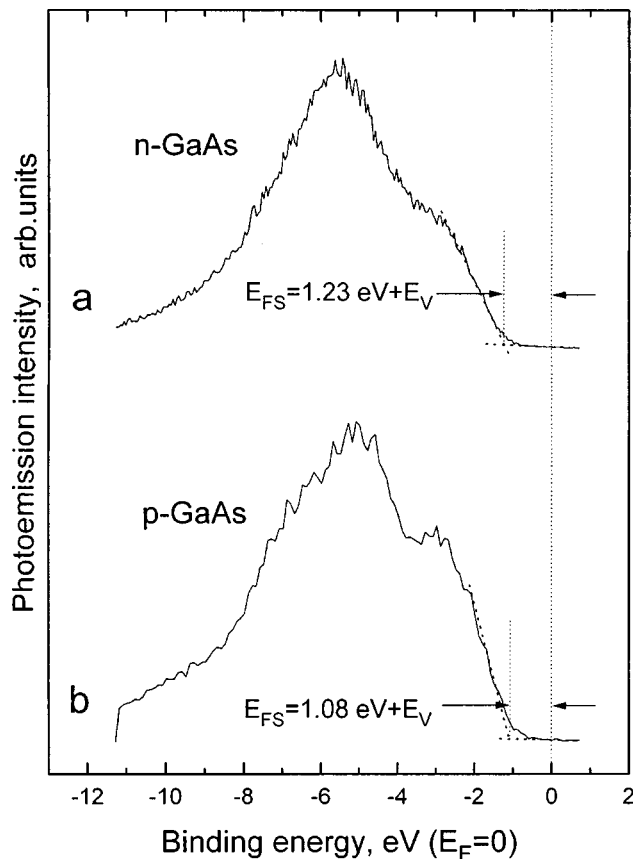 Photoemission intensity, arb.units
n-GaAs
a
E_FS=1.23 eV+E_V
p-GaAs
b
E_FS=1.08 eV+E_V
-12 -10 -8 -6 -4 -2 0 2
Binding energy, eV (E_F=0)